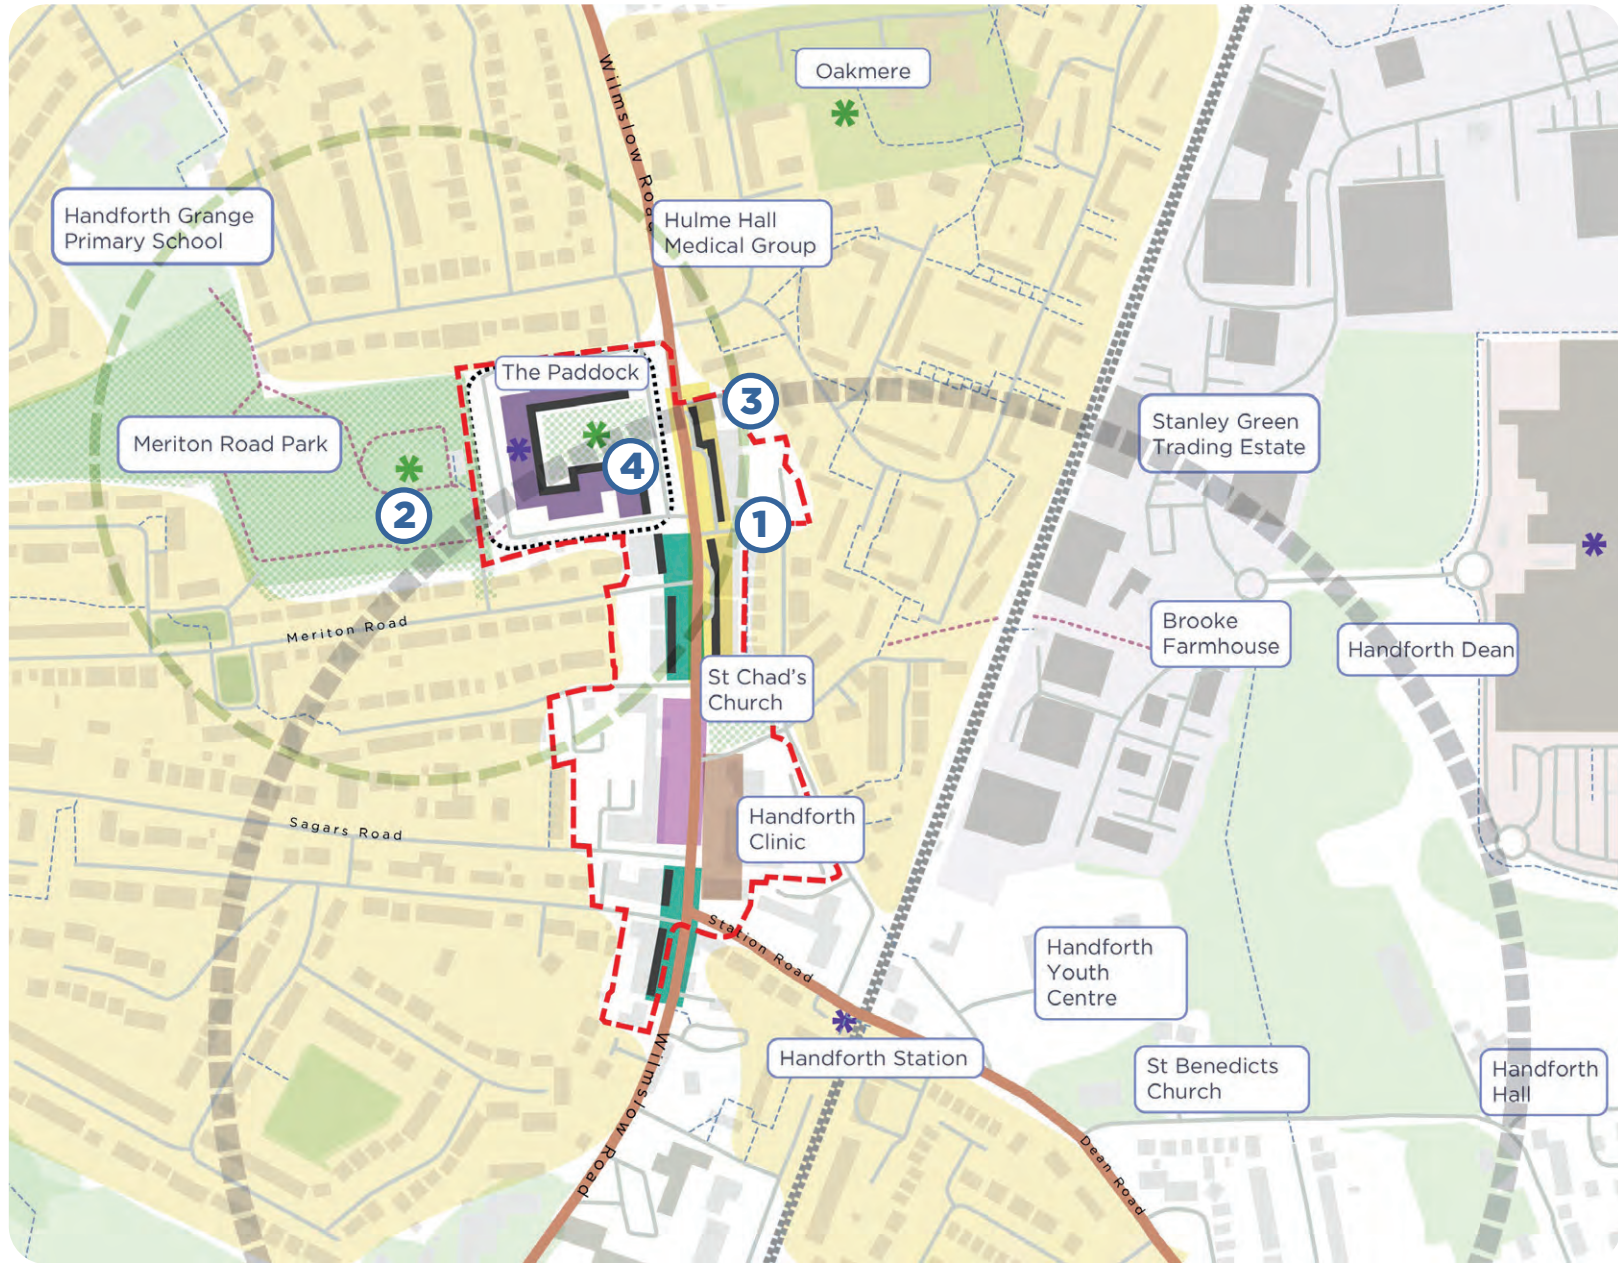 Wilmslow Road
Oakmere
Handforth Grange
Primary School
Hulme Hall
Medical Group
The Paddock
3
Stanley Green
Trading Estate
Meriton Road Park
4
2
1
Meriton Road
Brooke
Farmhouse
Handforth Dean
St Chad's
Church
Sagars Road
Handforth
Clinic
Station Road
Handforth
Youth
Centre
Handforth Station
St Benedicts
Church
Handforth
Hall
Wilmslow Road
Dean Road